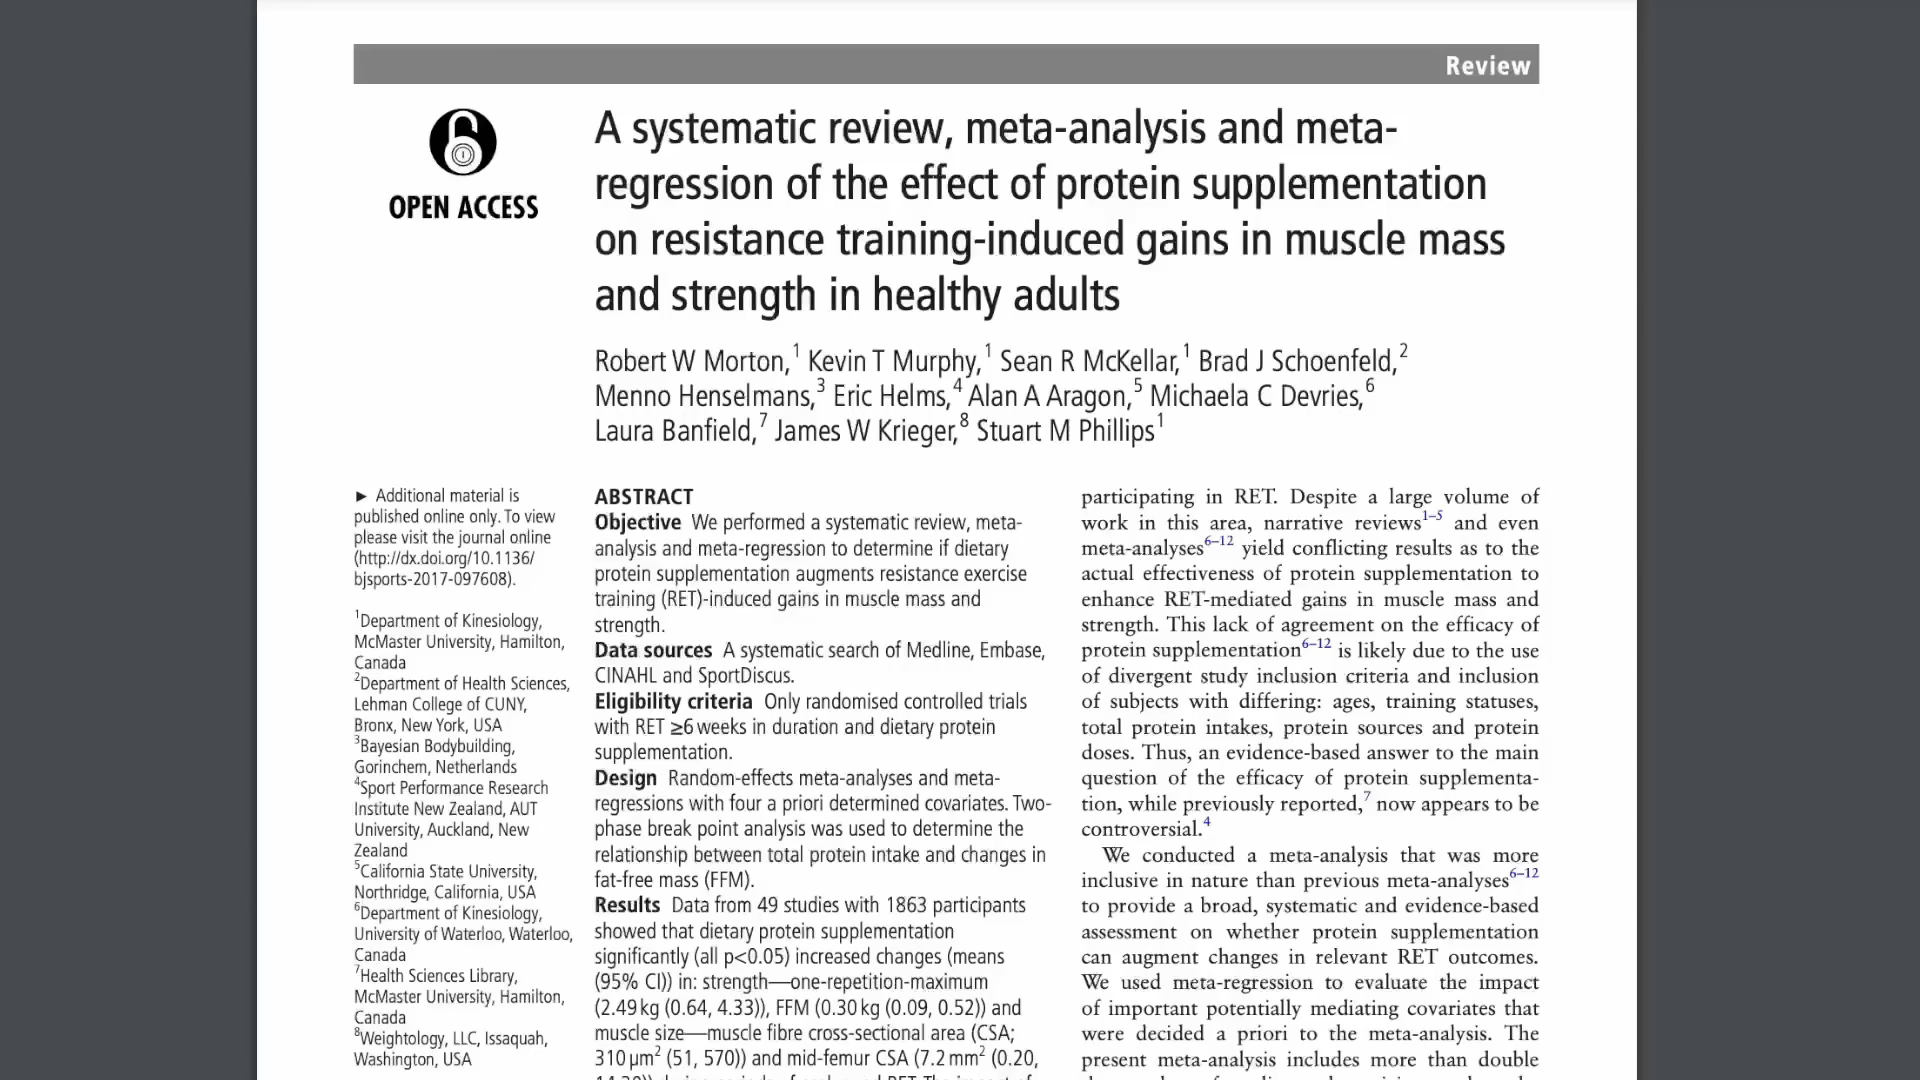 Review
OPEN ACCESS
A systematic review, meta-analysis and meta-
regression of the effect of protein supplementation
on resistance training-induced gains in muscle mass
and strength in healthy adults
Robert W Morton,1 Kevin T Murphy,1 Sean R McKellar,1 Brad J Schoenfeld,2
Menno Henselmans,3 Eric Helms,4 Alan A Aragon,5 Michaela C Devries,6
Laura Banfield,7 James W Krieger,8 Stuart M Phillips1
► Additional material is
published online only. To view
please visit the journal online
(http://dx.doi.org/10.1136/
bjsports-2017-097608).
1Department of Kinesiology,
McMaster University, Hamilton,
Canada
2Department of Health Sciences,
Lehman College of CUNY,
Bronx, New York, USA
3Bayesian Bodybuilding,
Gorinchem, Netherlands
4Sport Performance Research
Institute New Zealand, AUT
University, Auckland, New
Zealand
5California State University,
Northridge, California, USA
6Department of Kinesiology,
University of Waterloo, Waterloo,
Canada
7Health Sciences Library,
McMaster University, Hamilton,
Canada
8Weightology, LLC, Issaquah,
Washington, USA
ABSTRACT
Objective We performed a systematic review, meta-
analysis and meta-regression to determine if dietary
protein supplementation augments resistance exercise
training (RET)-induced gains in muscle mass and
strength.
Data sources A systematic search of Medline, Embase,
CINAHL and SportDiscus.
Eligibility criteria Only randomised controlled trials
with RET ≥6 weeks in duration and dietary protein
supplementation.
Design Random-effects meta-analyses and meta-
regressions with four a priori determined covariates. Two-
phase break point analysis was used to determine the
relationship between total protein intake and changes in
fat-free mass (FFM).
Results Data from 49 studies with 1863 participants
showed that dietary protein supplementation
significantly (all p<0.05) increased changes (means
(95% CI)) in: strength—one-repetition-maximum
(2.49 kg (0.64, 4.33)), FFM (0.30 kg (0.09, 0.52)) and
muscle size—muscle fibre cross-sectional area (CSA;
310 µm2 (51, 570)) and mid-femur CSA (7.2 mm2 (0.20,
participating in RET. Despite a large volume of
work in this area, narrative reviews1–5 and even
meta-analyses6–12 yield conflicting results as to the
actual effectiveness of protein supplementation to
enhance RET-mediated gains in muscle mass and
strength. This lack of agreement on the efficacy of
protein supplementation6–12 is likely due to the use
of divergent study inclusion criteria and inclusion
of subjects with differing: ages, training statuses,
total protein intakes, protein sources and protein
doses. Thus, an evidence-based answer to the main
question of the efficacy of protein supplementa-
tion, while previously reported,7 now appears to be
controversial.4
We conducted a meta-analysis that was more
inclusive in nature than previous meta-analyses6–12
to provide a broad, systematic and evidence-based
assessment on whether protein supplementation
can augment changes in relevant RET outcomes.
We used meta-regression to evaluate the impact
of important potentially mediating covariates that
were decided a priori to the meta-analysis. The
present meta-analysis includes more than double